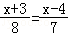 x+3/8 = x-4/7